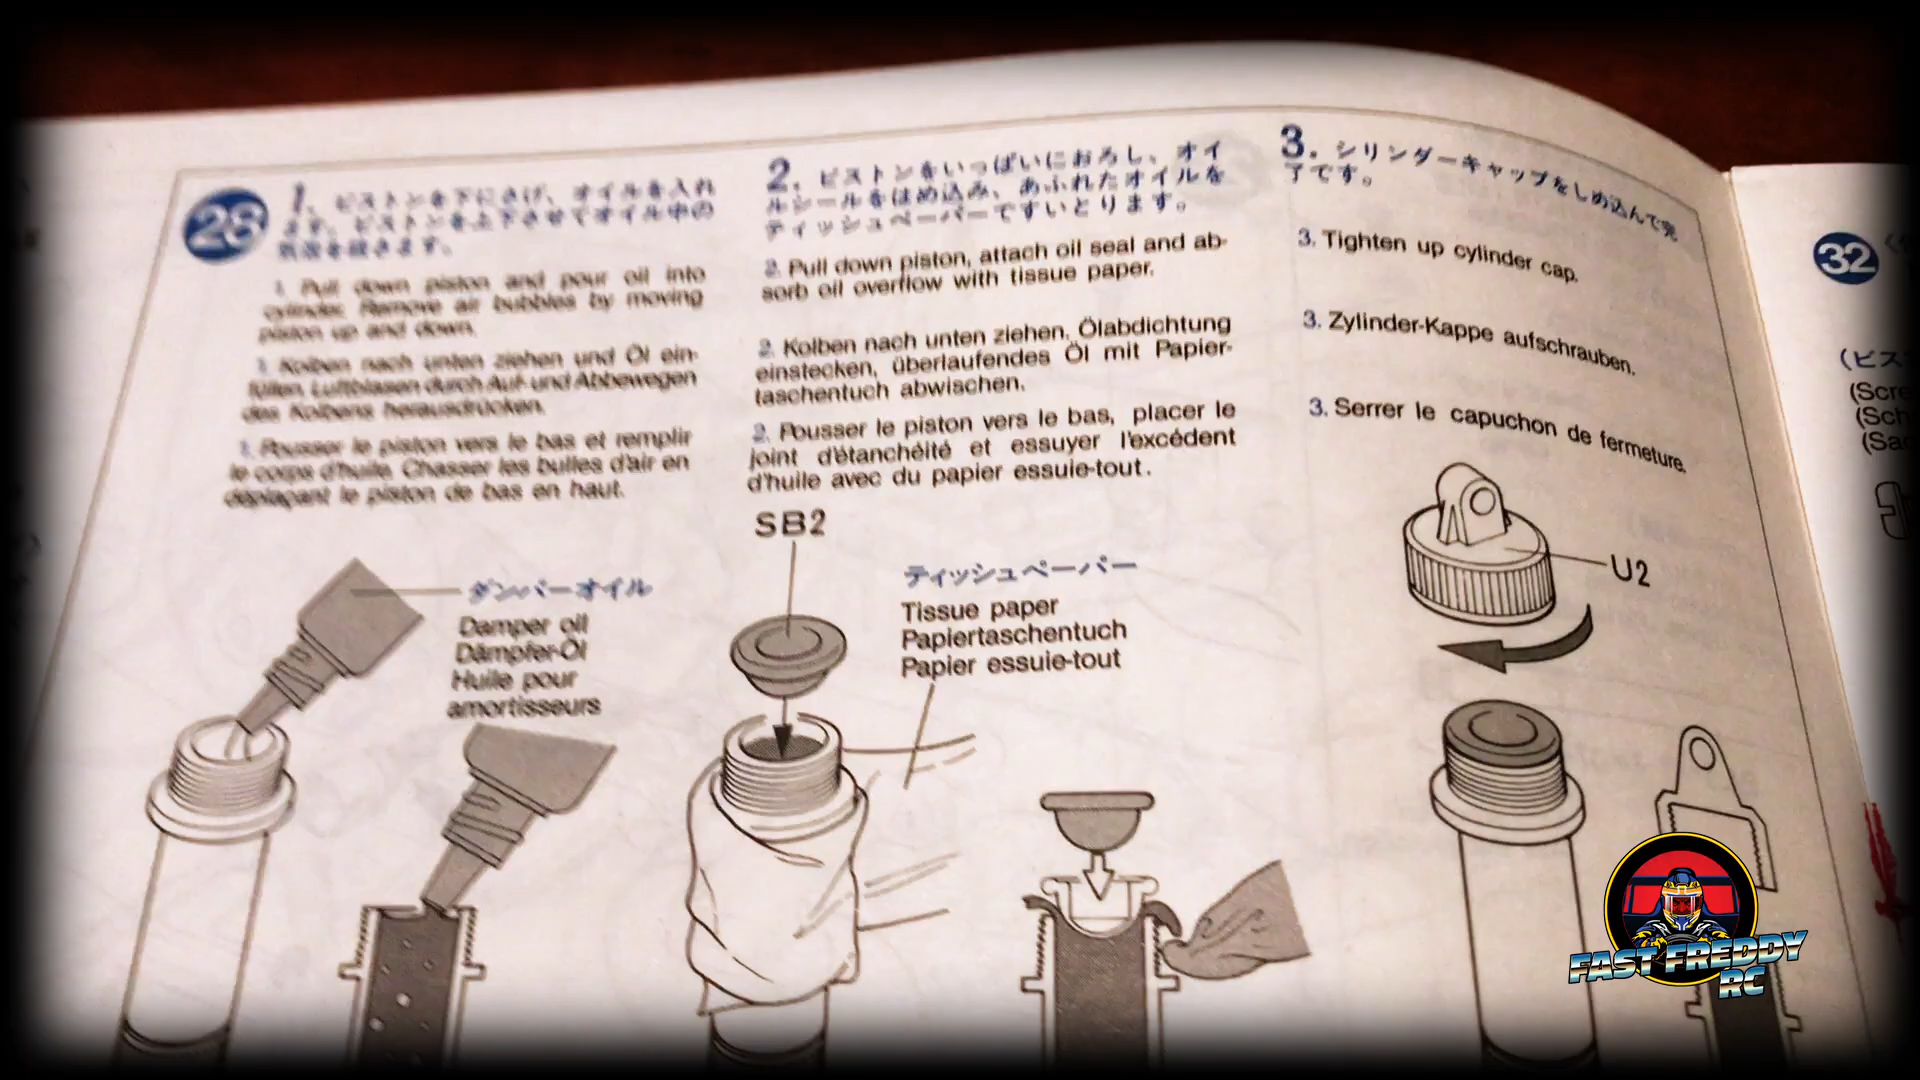 28
1. ピストンを下にさげ、オイルを入れ
ます。ピストンを上下させてオイル中の
気泡を抜きます。
1. Pull down piston and pour oil into
cylinder. Remove air bubbles by moving
piston up and down.
1. Kolben nach unten ziehen und Öl ein-
füllen. Luftblasen durch Auf- und Abbewegen
des Kolbens herausdrücken.
1. Pousser le piston vers le bas et remplir
le corps d'huile. Chasser les bulles d'air en
déplaçant le piston de bas en haut.
ダンパーオイル
Damper oil
Dämpfer-Öl
Huile pour
amortisseurs
2. ピストンをいっぱいにおろし、オイ
ルシールをはめ込み、あふれたオイルを
ティッシュペーパーですいとります。
2. Pull down piston, attach oil seal and ab-
sorb oil overflow with tissue paper.
2. Kolben nach unten ziehen, Ölabdichtung
einstecken, überlaufendes Öl mit Papier-
taschentuch abwischen.
2. Pousser le piston vers le bas, placer le
joint d'étanchéité et essuyer l'excédent
d'huile avec du papier essuie-tout.
SB2
ティッシュペーパー
Tissue paper
Papiertaschentuch
Papier essuie-tout
3. シリンダーキャップをしめ込んで完
了です。
3. Tighten up cylinder cap.
3. Zylinder-Kappe aufschrauben.
3. Serrer le capuchon de fermeture.
U2
32
(ピス
(Scre
(Sch
FAST FREDDY
RC